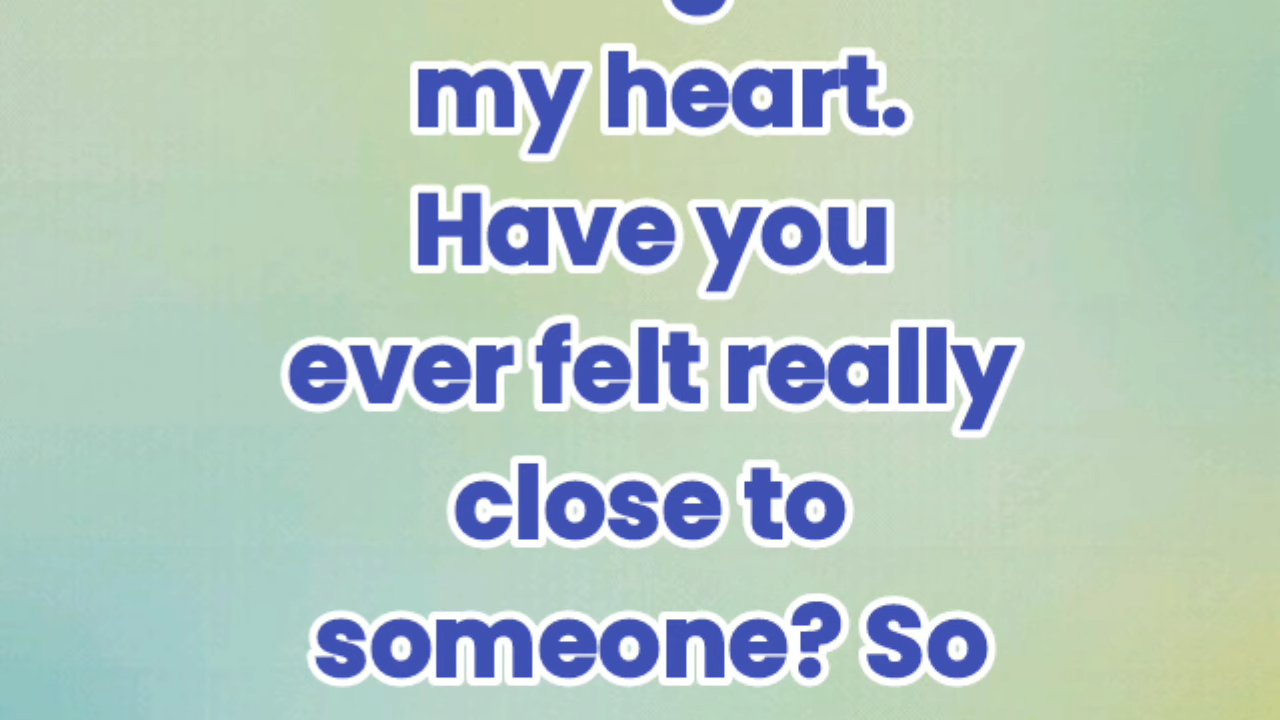 my heart.
Have you
ever felt really
close to
someone? So